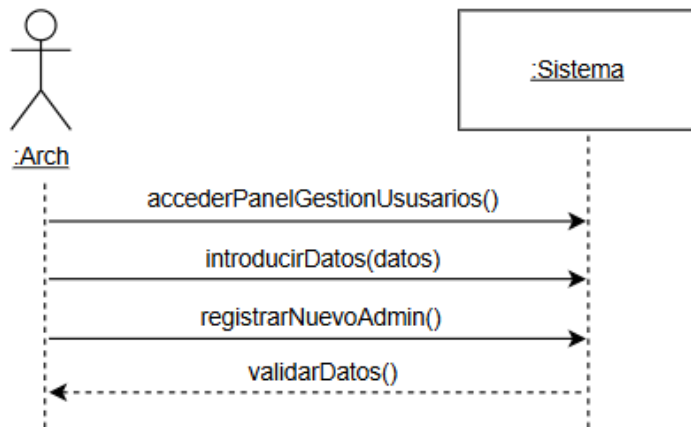 :Sistema
:Arch
accederPanelGestionUsusarios()
introducirDatos(datos)
registrarNuevoAdmin()
validarDatos()